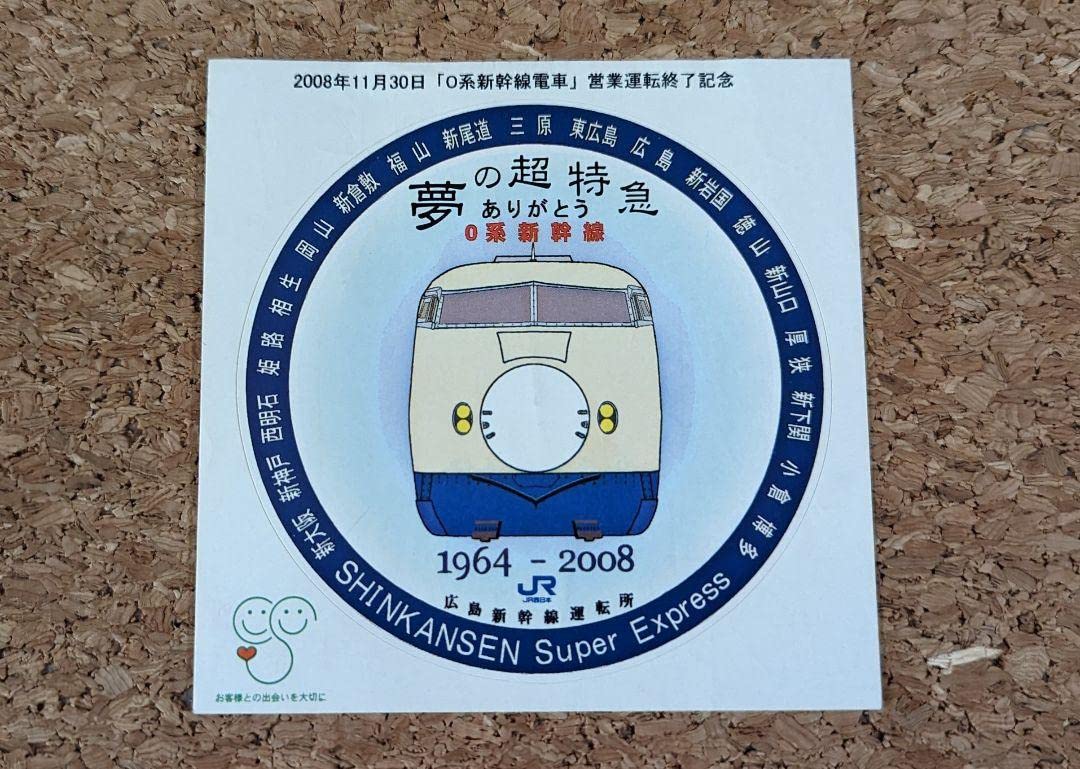 2008年11月30日「0系新幹線電車」営業運転終了記念
新大阪 新神戸 西明石 姫路 相生 岡山 新倉敷 福山 新尾道 三原 東広島 広島 新岩国 徳山 新山口 厚狭 新下関 小倉 博多
夢の超特急
ありがとう
0系新幹線
1964 - 2008
JR
JR西日本
広島新幹線運転所
SHINKANSEN Super Express
お客様との出会いを大切に